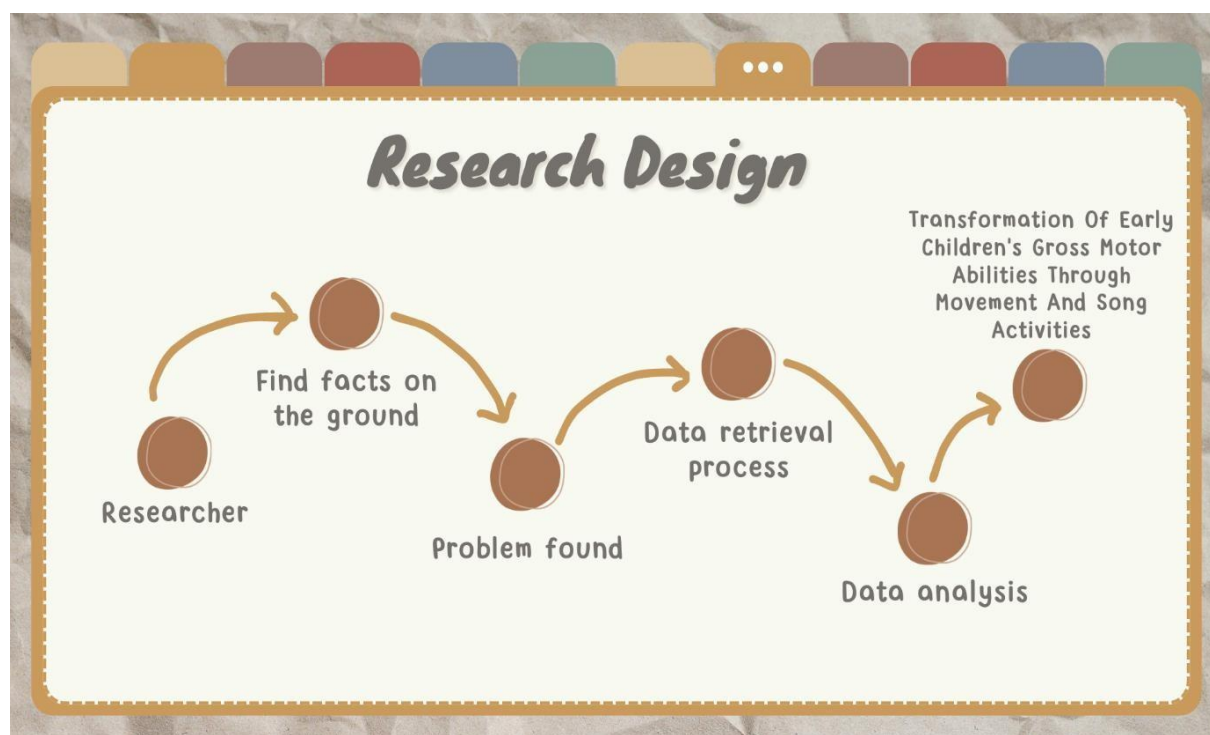 Research Design
Transformation Of Early
Children's Gross Motor
Abilities Through
Movement And Song
Activities
Find facts on
the ground
Data retrieval
process
Researcher
Problem found
Data analysis